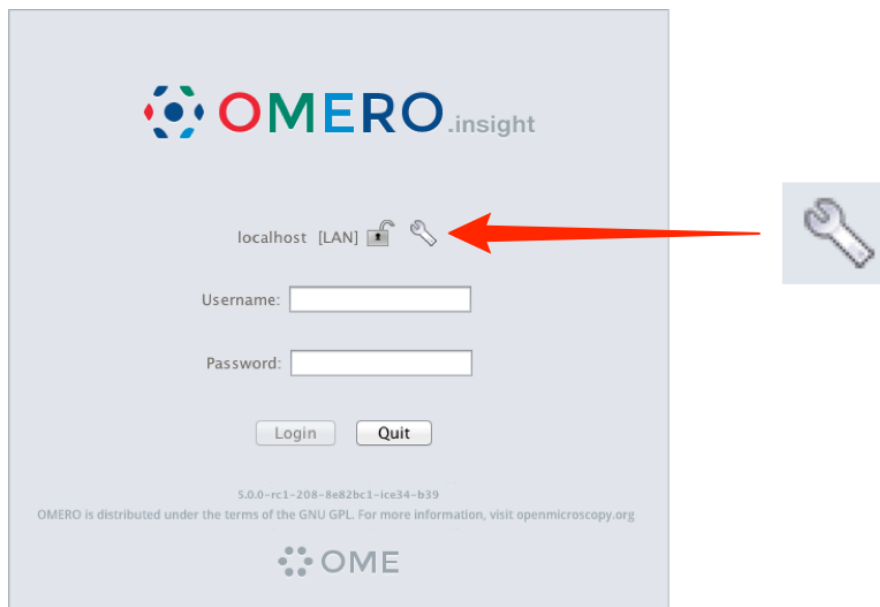 OMERO.insight
localhost [LAN]
Username:
Password:
Login Quit
5.0.0-rc1-208-8e82bc1-ice34-b39
OMERO is distributed under the terms of the GNU GPL. For more information, visit openmicroscopy.org
OME